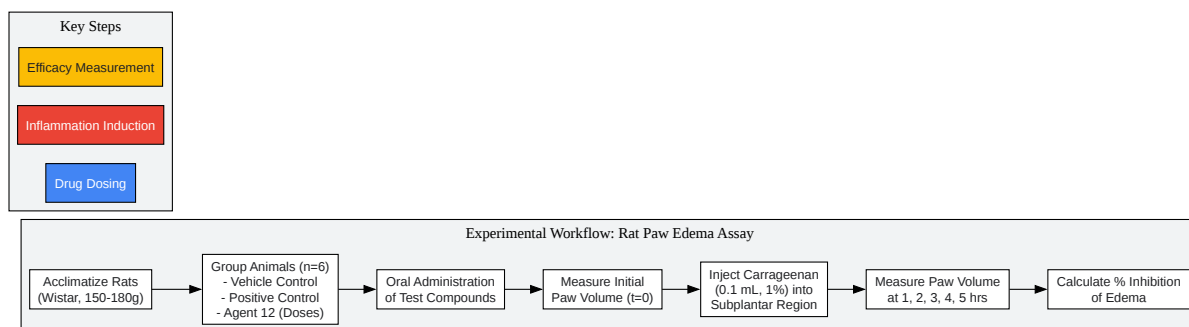 Key Steps
Efficacy Measurement
Inflammation Induction
Drug Dosing
Experimental Workflow: Rat Paw Edema Assay
Acclimatize Rats
(Wistar, 150-180g)
Group Animals (n=6)
- Vehicle Control
- Positive Control
- Agent 12 (Doses)
Oral Administration
of Test Compounds
Measure Initial
Paw Volume (t=0)
Inject Carrageenan
(0.1 mL, 1%) into
Subplantar Region
Measure Paw Volume
at 1, 2, 3, 4, 5 hrs
Calculate % Inhibition
of Edema